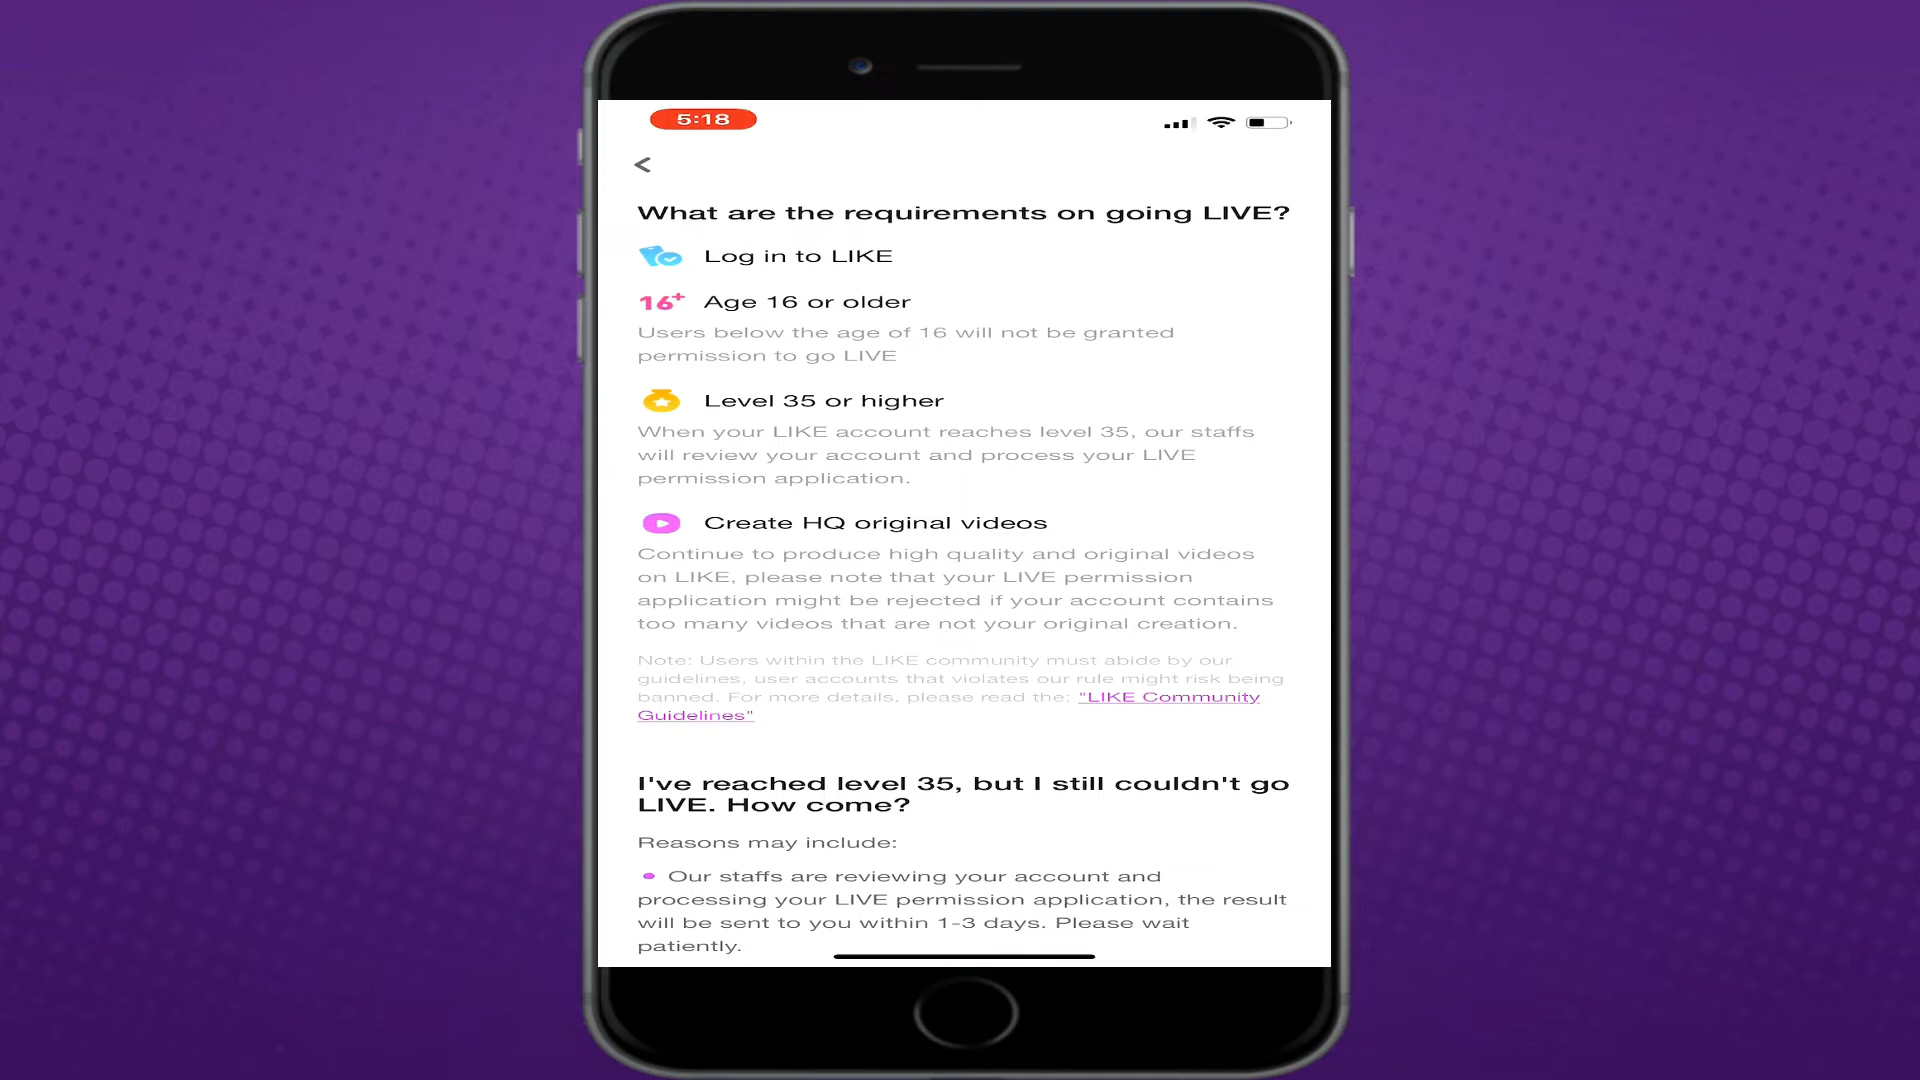 5:18
<
What are the requirements on going LIVE?
Log in to LIKE
16+ Age 16 or older
Users below the age of 16 will not be granted
permission to go LIVE
Level 35 or higher
When your LIKE account reaches level 35, our staffs
will review your account and process your LIVE
permission application.
Create HQ original videos
Continue to produce high quality and original videos
on LIKE, please note that your LIVE permission
application might be rejected if your account contains
too many videos that are not your original creation.
Note: Users within the LIKE community must abide by our
guidelines, user accounts that violates our rule might risk being
banned. For more details, please read the: "LIKE Community
Guidelines"
I've reached level 35, but I still couldn't go
LIVE. How come?
Reasons may include:
• Our staffs are reviewing your account and
processing your LIVE permission application, the result
will be sent to you within 1-3 days. Please wait
patiently.